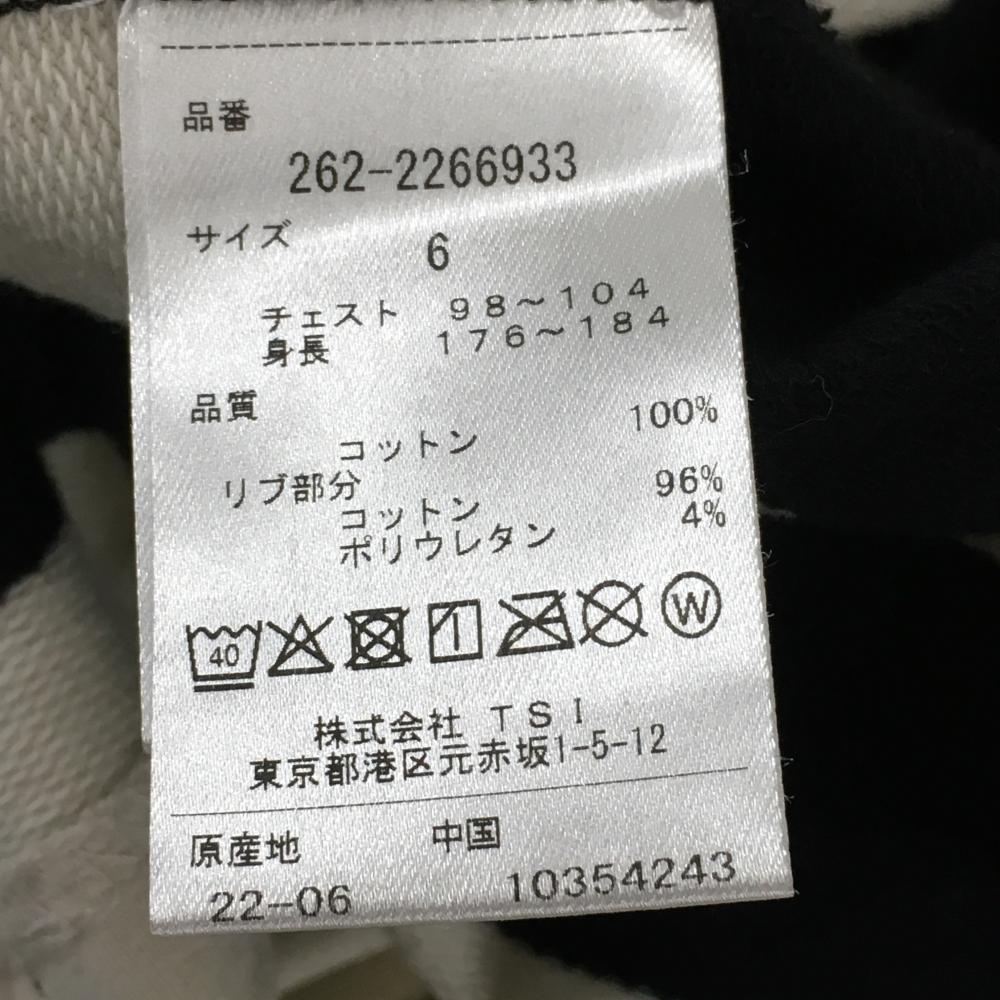 品番
262-2266933
サイズ 6
チェスト 98~104
身長 176~184
品質
コットン 100%
リブ部分
コットン 96%
ポリウレタン 4%
40 W
株式会社 TSI
東京都港区元赤坂1-5-12
原産地 中国
22-06 10354243